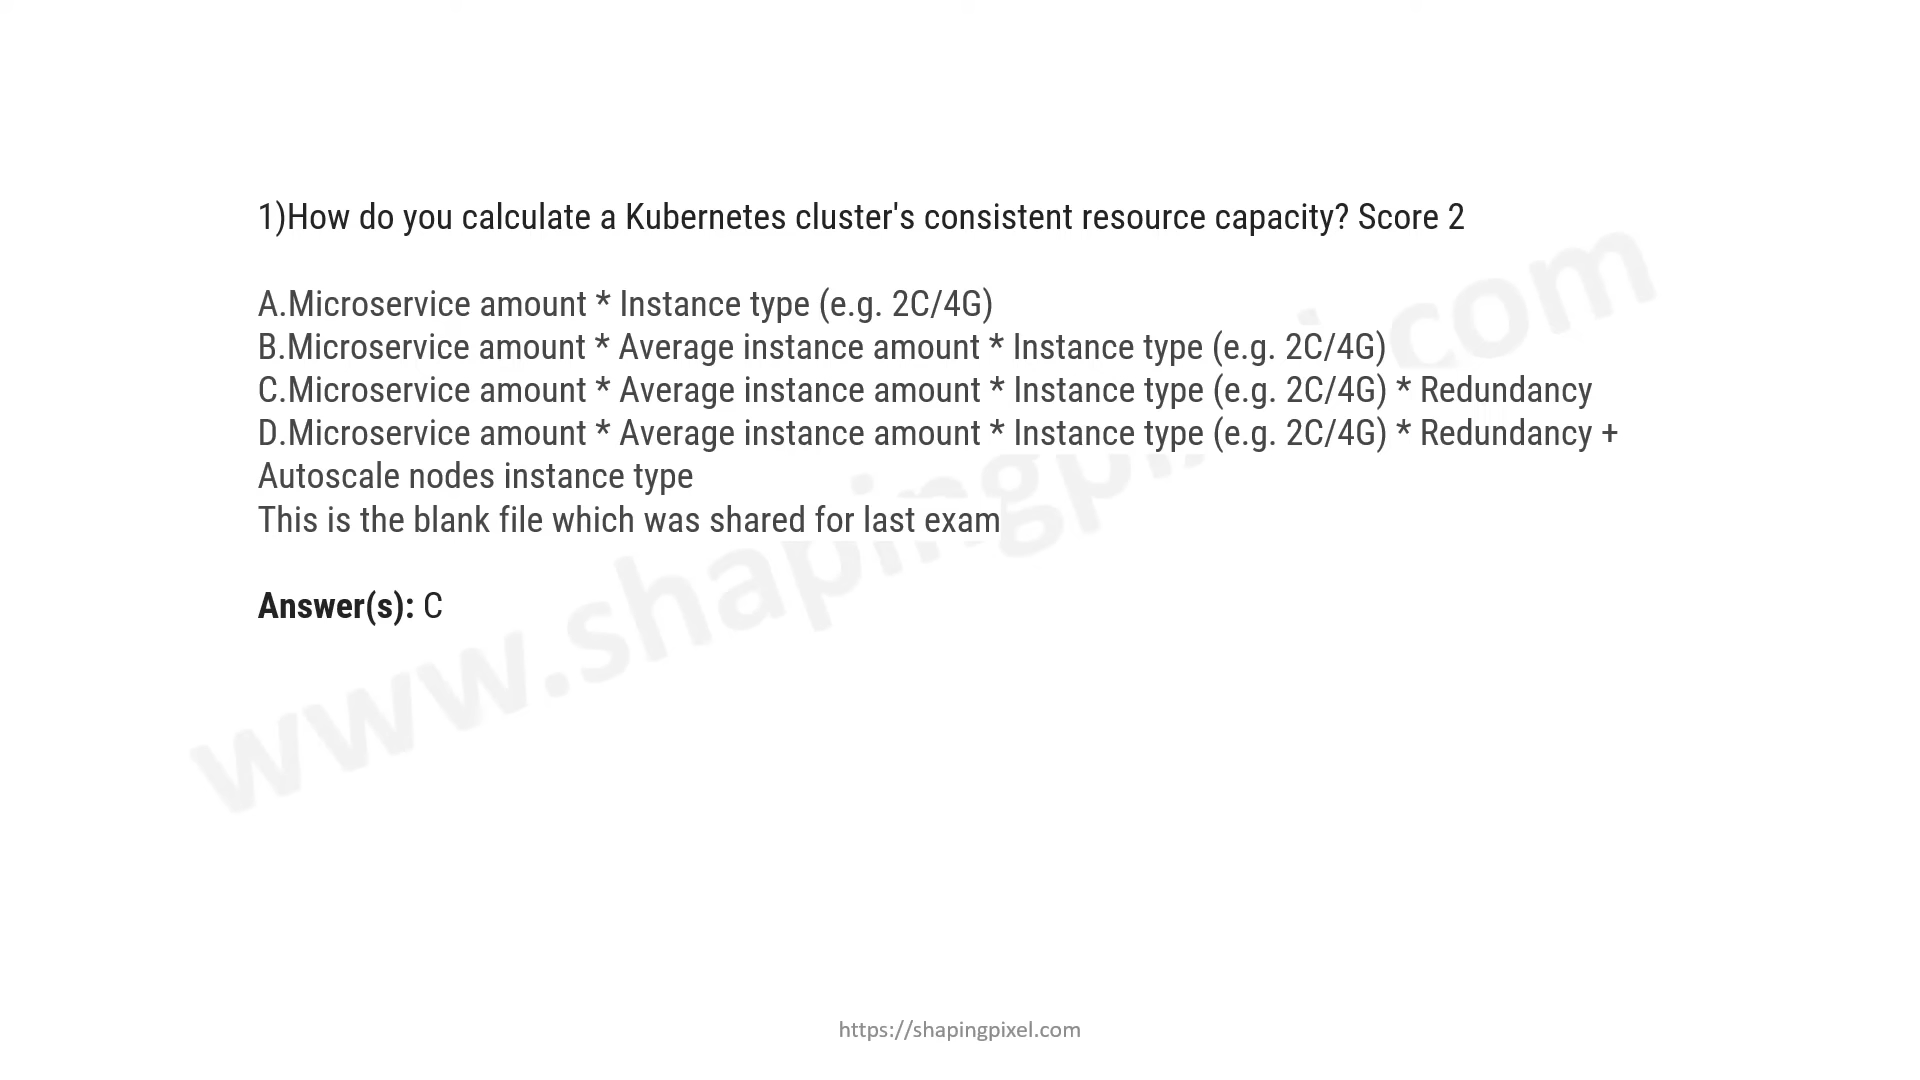 1)How do you calculate a Kubernetes cluster's consistent resource capacity? Score 2
A.Microservice amount * Instance type (e.g. 2C/4G)
B.Microservice amount * Average instance amount * Instance type (e.g. 2C/4G)
C.Microservice amount * Average instance amount * Instance type (e.g. 2C/4G) * Redundancy
D.Microservice amount * Average instance amount * Instance type (e.g. 2C/4G) * Redundancy +
Autoscale nodes instance type
This is the blank file which was shared for last exam
Answer(s): C
www.shapingpixel.com
https://shapingpixel.com